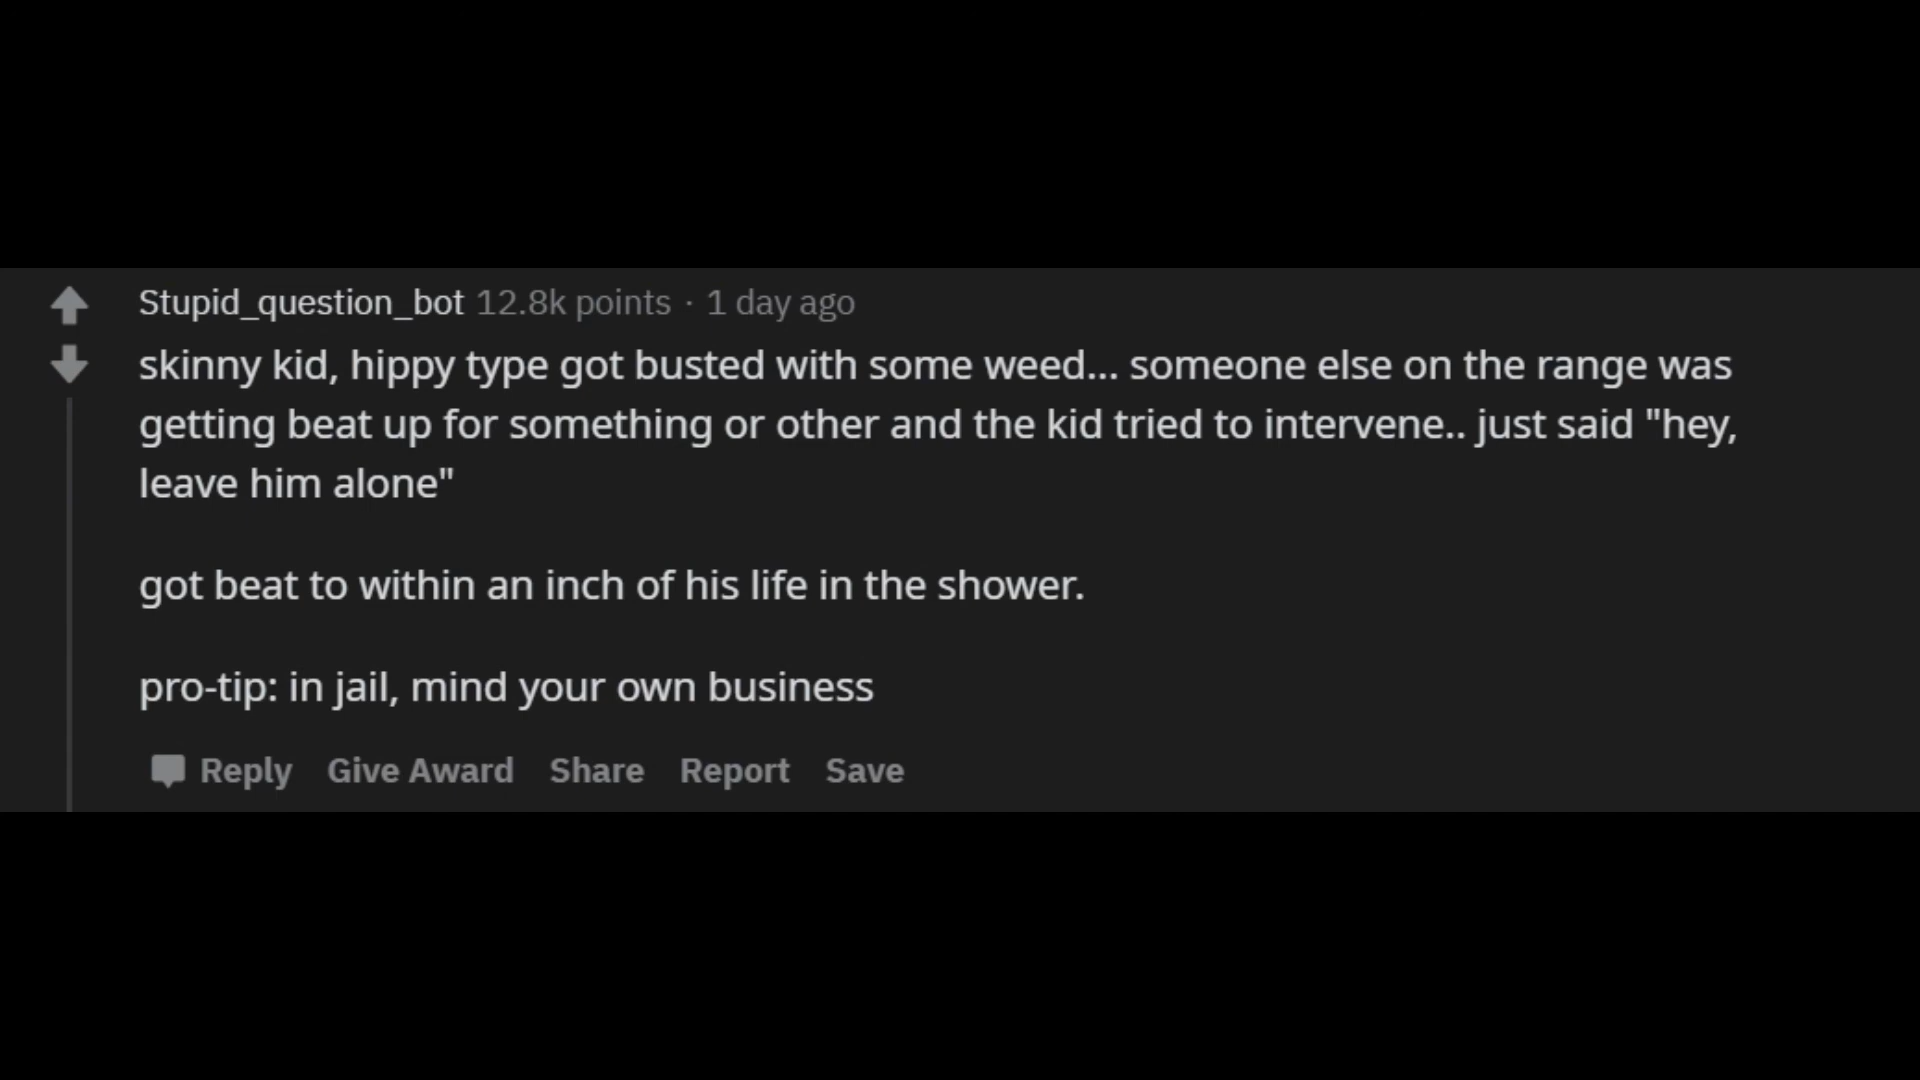 Stupid_question_bot 12.8k points · 1 day ago
skinny kid, hippy type got busted with some weed... someone else on the range was
getting beat up for something or other and the kid tried to intervene.. just said "hey,
leave him alone"
got beat to within an inch of his life in the shower.
pro-tip: in jail, mind your own business
Reply Give Award Share Report Save